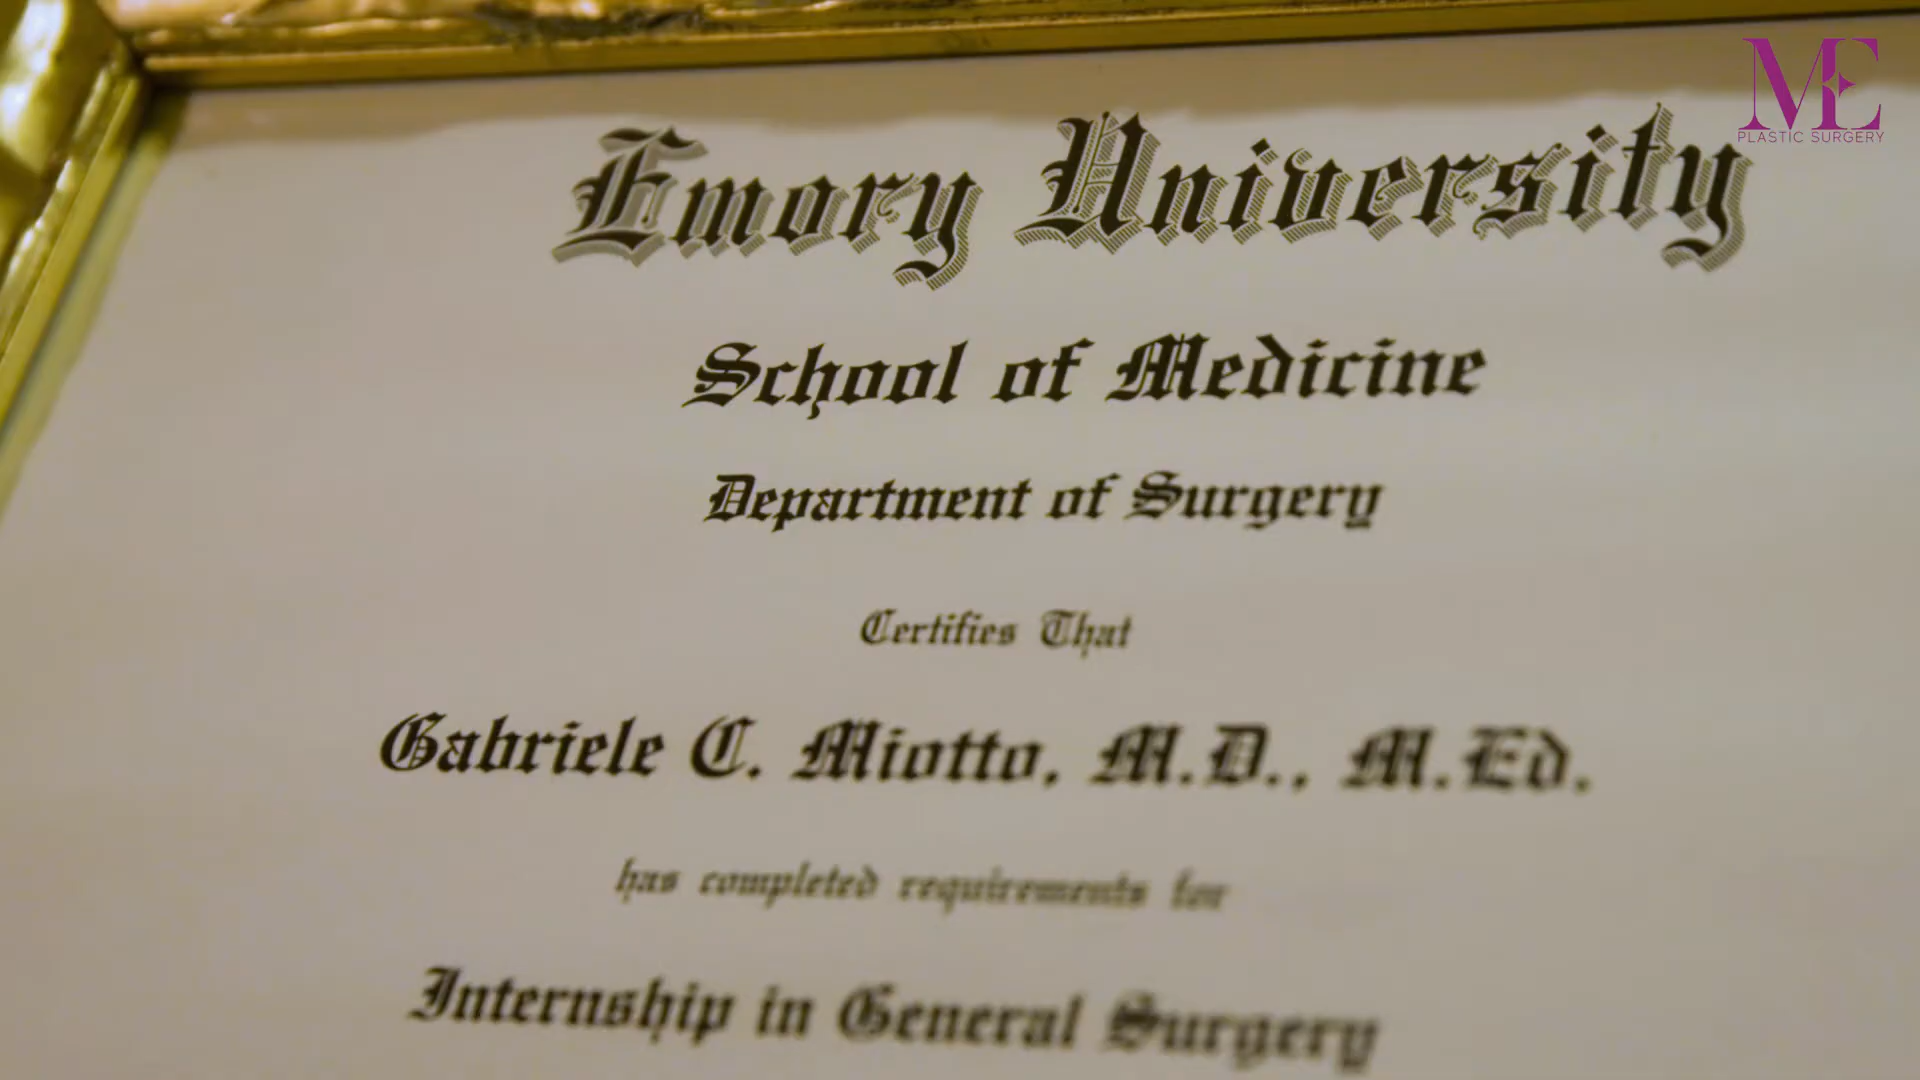 ME
PLASTIC SURGERY
Emory University
School of Medicine
Department of Surgery
Certifies That
Gabriele C. Miotto, M.D., M.Ed.
has completed requirements for
Internship in General Surgery